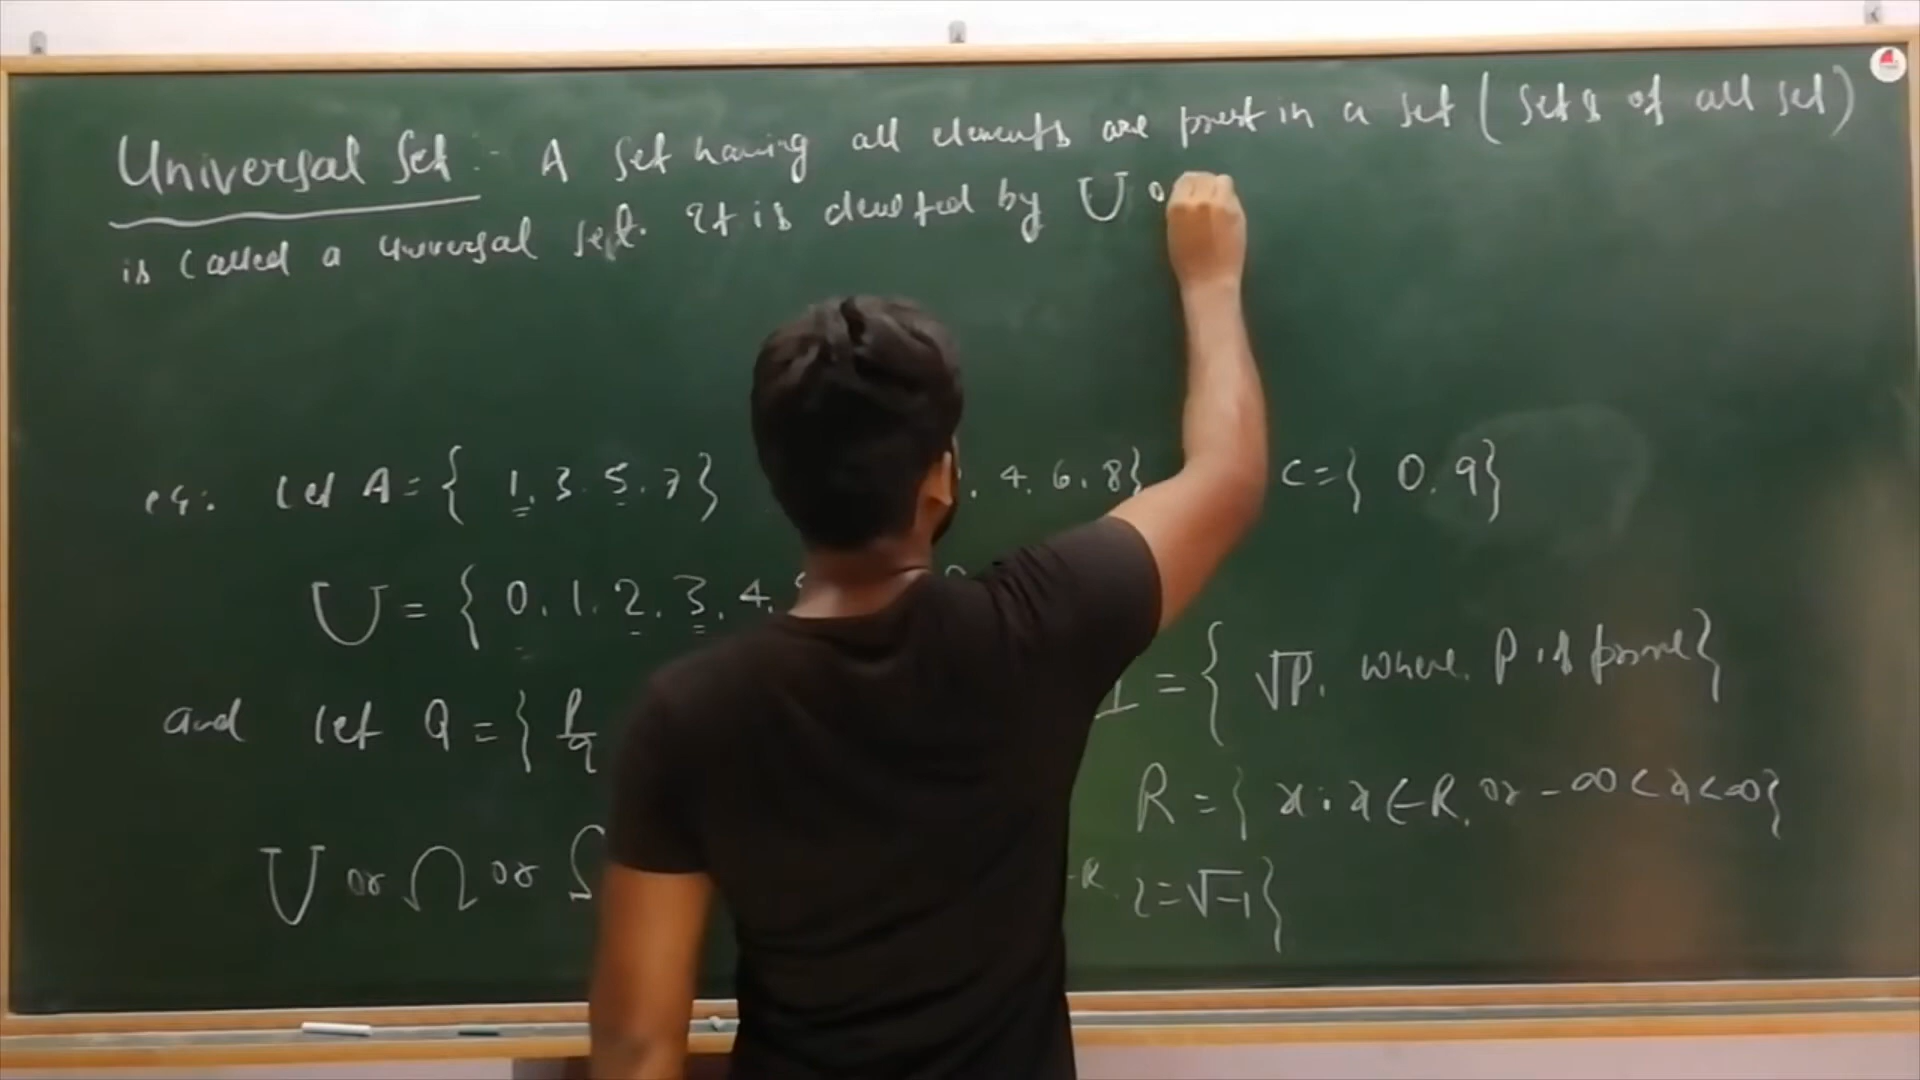 Universal Set :- A Set having all elements are prest in a set ( Sets of all set )
is called a universal set. It is denoted by U o
eg: Let A = { 1, 3, 5, 7 } , 4, 6, 8 } C = { 0, 9 }
U = { 0, 1, 2, 3, 4,
I = { √P, where P is prime }
and let Q = { p/q
R = { x : x ∈ R, or -∞ < x < ∞ }
U or Ω or
R, i = √-1 }